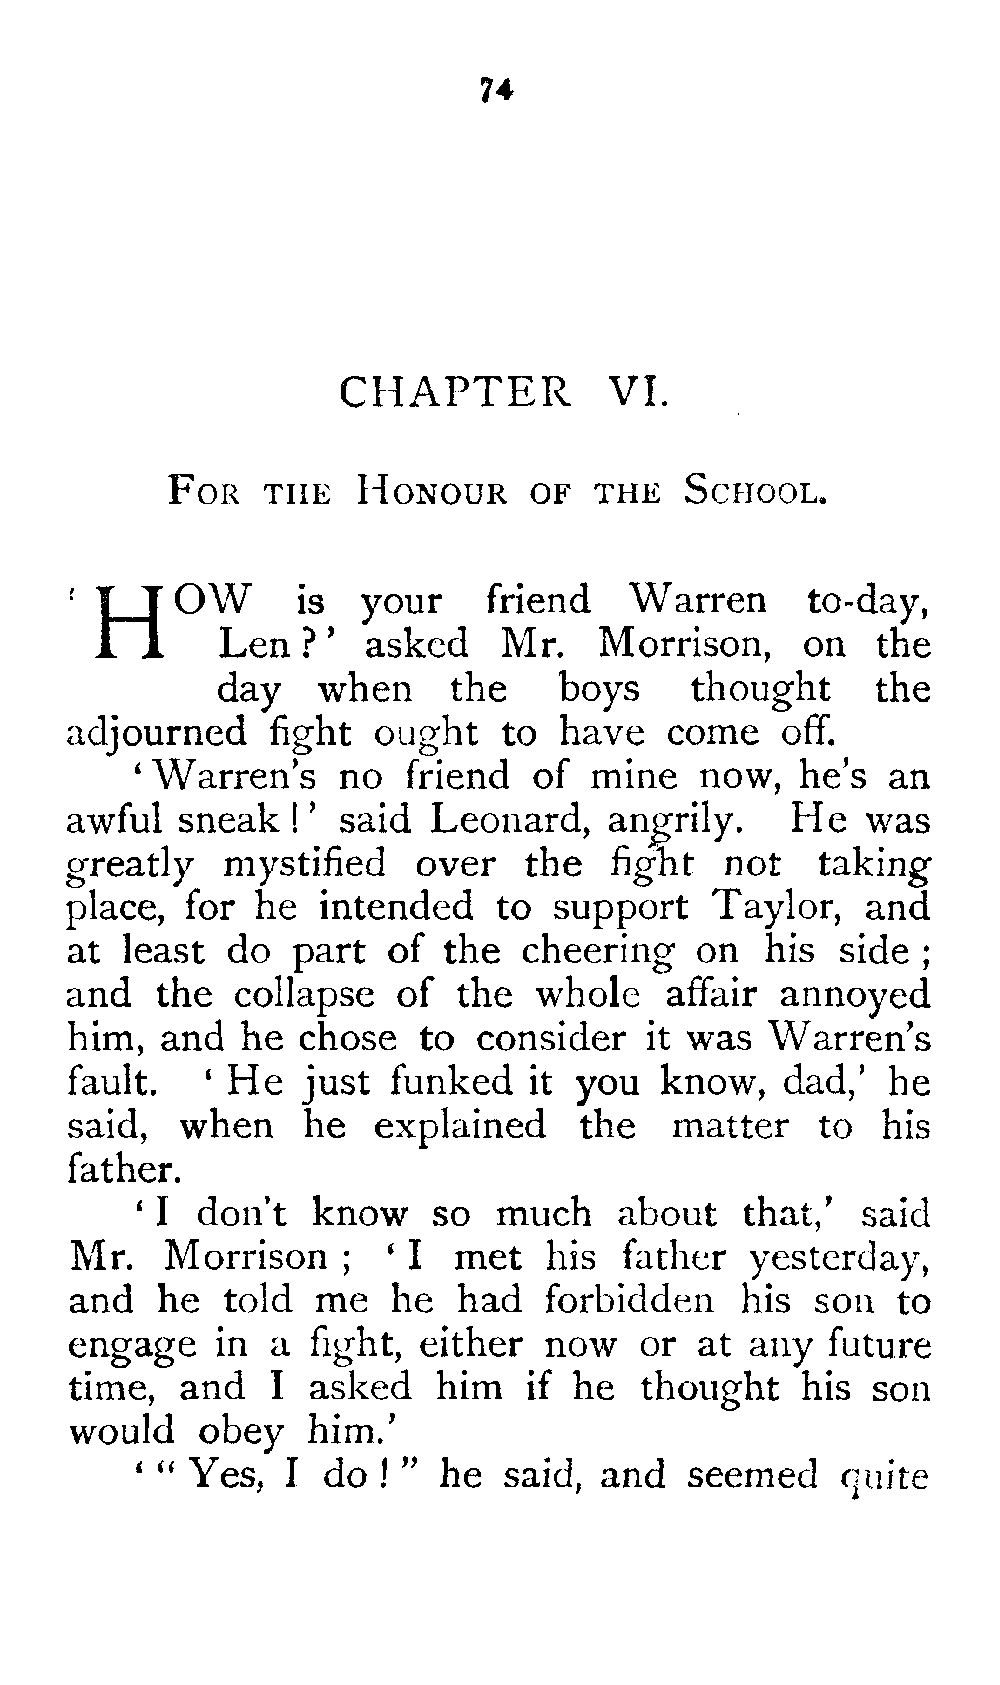 74
CHAPTER VI.
FOR THE HONOUR OF THE SCHOOL.
'HOW is your friend Warren to-day,
Len?' asked Mr. Morrison, on the
day when the boys thought the
adjourned fight ought to have come off.
'Warren's no friend of mine now, he's an
awful sneak!' said Leonard, angrily. He was
greatly mystified over the fight not taking
place, for he intended to support Taylor, and
at least do part of the cheering on his side;
and the collapse of the whole affair annoyed
him, and he chose to consider it was Warren's
fault. 'He just funked it you know, dad,' he
said, when he explained the matter to his
father.
'I don't know so much about that,' said
Mr. Morrison; 'I met his father yesterday,
and he told me he had forbidden his son to
engage in a fight, either now or at any future
time, and I asked him if he thought his son
would obey him.'
'"Yes, I do!" he said, and seemed quite